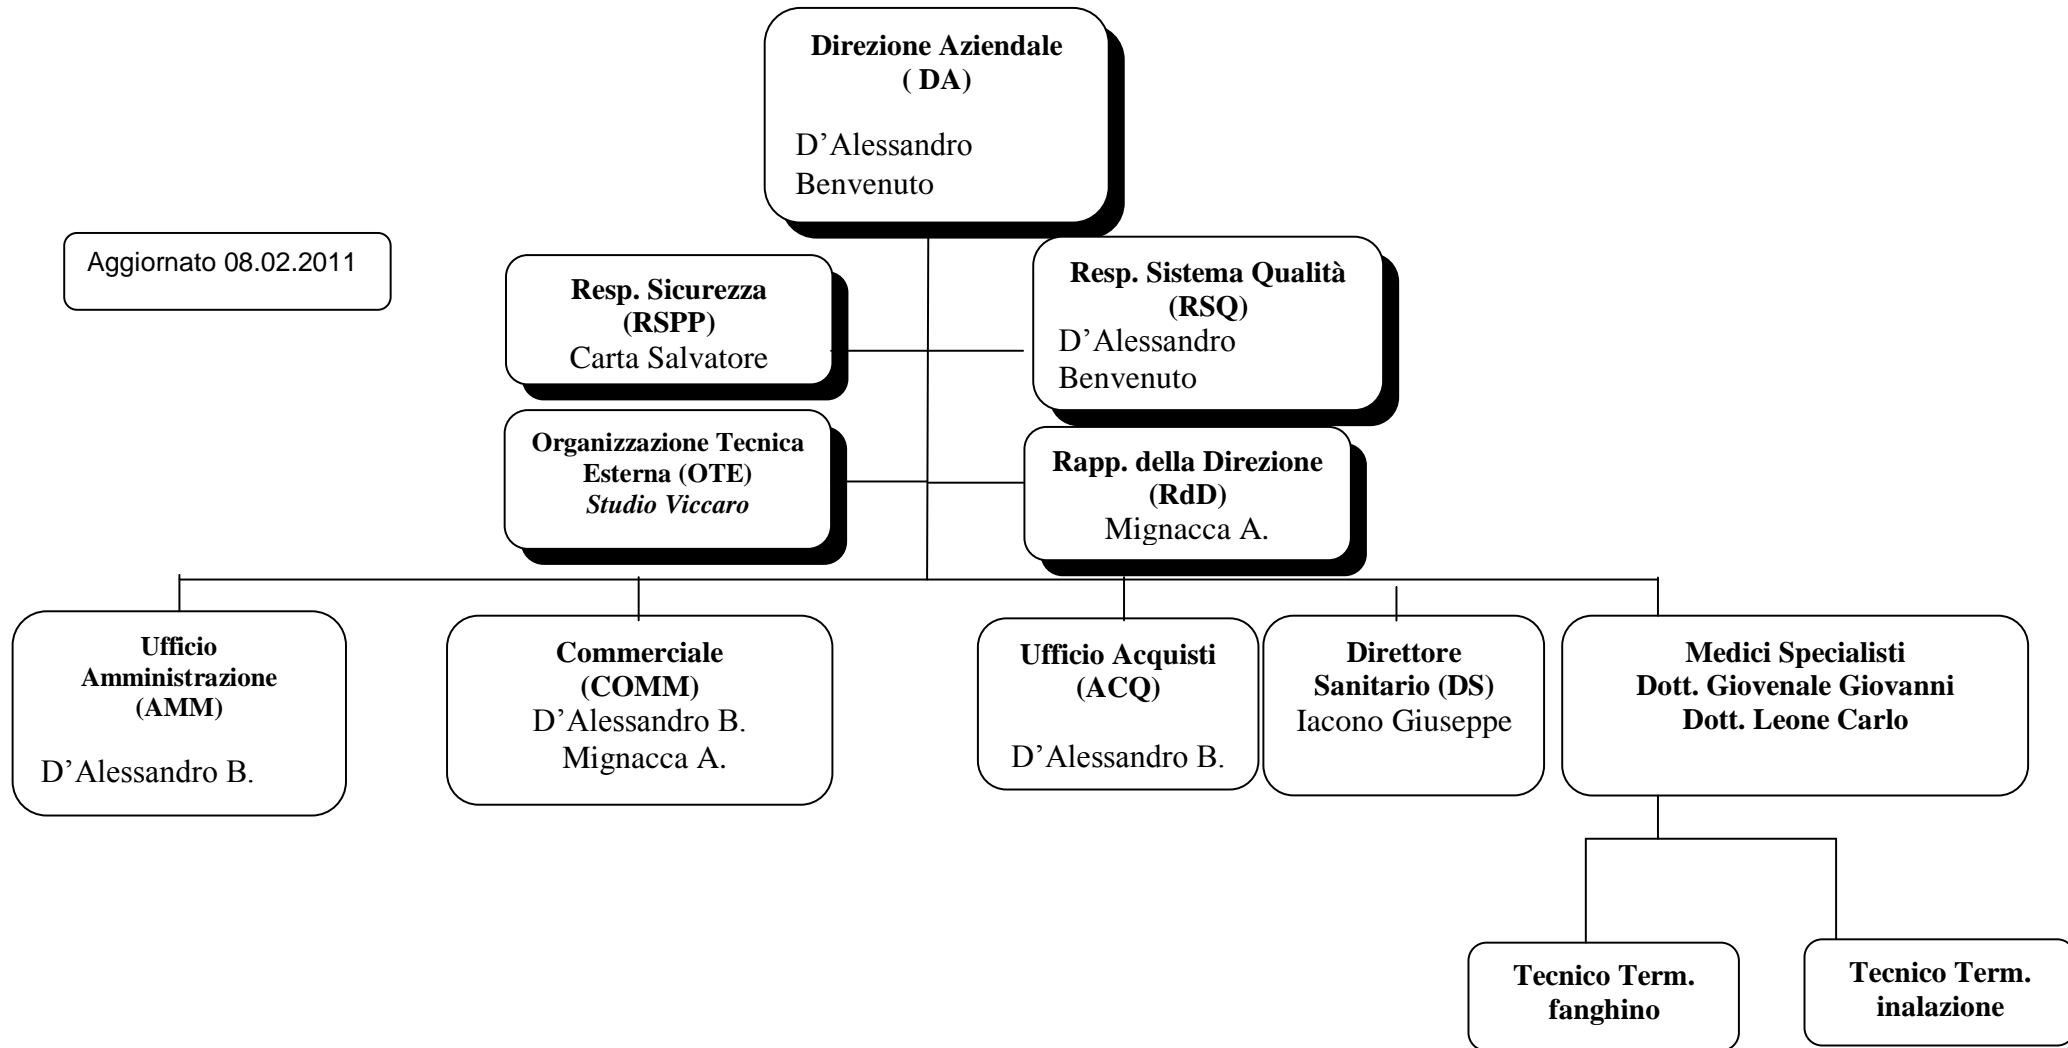 Direzione Aziendale
( DA)
D’Alessandro
Benvenuto
Aggiornato 08.02.2011
Resp. Sicurezza
(RSPP)
Carta Salvatore
Resp. Sistema Qualità
(RSQ)
D’Alessandro
Benvenuto
Organizzazione Tecnica
Esterna (OTE)
Studio Viccaro
Rapp. della Direzione
(RdD)
Mignacca A.
Ufficio
Amministrazione
(AMM)
D’Alessandro B.
Commerciale
(COMM)
D’Alessandro B.
Mignacca A.
Ufficio Acquisti
(ACQ)
D’Alessandro B.
Direttore
Sanitario (DS)
Iacono Giuseppe
Medici Specialisti
Dott. Giovenale Giovanni
Dott. Leone Carlo
Tecnico Term.
fanghino
Tecnico Term.
inalazione